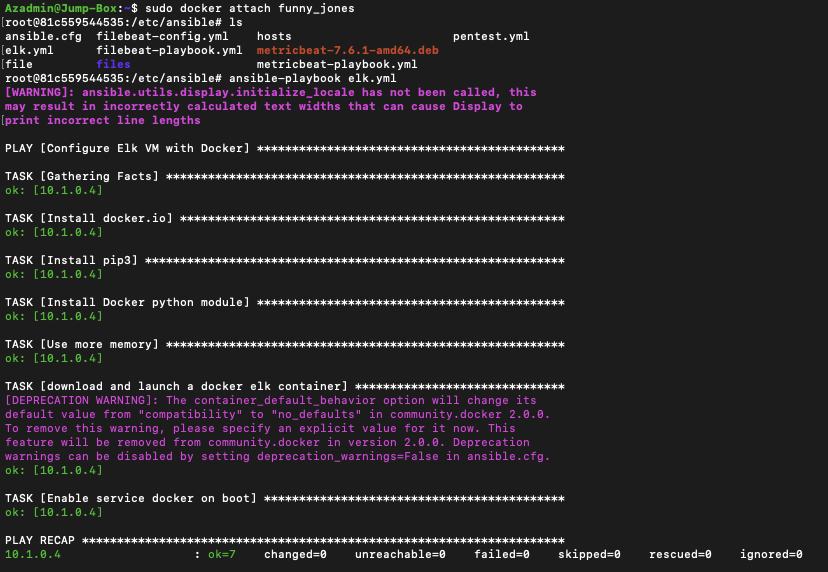 Azadmin@Jump-Box:~$ sudo docker attach funny_jones
[root@81c559544535:/etc/ansible# ls
ansible.cfg  filebeat-config.yml    hosts                       pentest.yml
[elk.yml      filebeat-playbook.yml  metricbeat-7.6.1-amd64.deb
[file         files                  metricbeat-playbook.yml
root@81c559544535:/etc/ansible# ansible-playbook elk.yml
[WARNING]: ansible.utils.display.initialize_locale has not been called, this
may result in incorrectly calculated text widths that can cause Display to
[print incorrect line lengths
PLAY [Configure Elk VM with Docker] ********************************************
TASK [Gathering Facts] *********************************************************
ok: [10.1.0.4]
TASK [Install docker.io] *******************************************************
ok: [10.1.0.4]
TASK [Install pip3] ************************************************************
ok: [10.1.0.4]
TASK [Install Docker python module] ********************************************
ok: [10.1.0.4]
TASK [Use more memory] *********************************************************
ok: [10.1.0.4]
TASK [download and launch a docker elk container] ******************************
[DEPRECATION WARNING]: The container_default_behavior option will change its
default value from "compatibility" to "no_defaults" in community.docker 2.0.0.
To remove this warning, please specify an explicit value for it now. This
feature will be removed from community.docker in version 2.0.0. Deprecation
warnings can be disabled by setting deprecation_warnings=False in ansible.cfg.
ok: [10.1.0.4]
TASK [Enable service docker on boot] *******************************************
ok: [10.1.0.4]
PLAY RECAP *********************************************************************
10.1.0.4                   : ok=7    changed=0    unreachable=0    failed=0    skipped=0    rescued=0    ignored=0